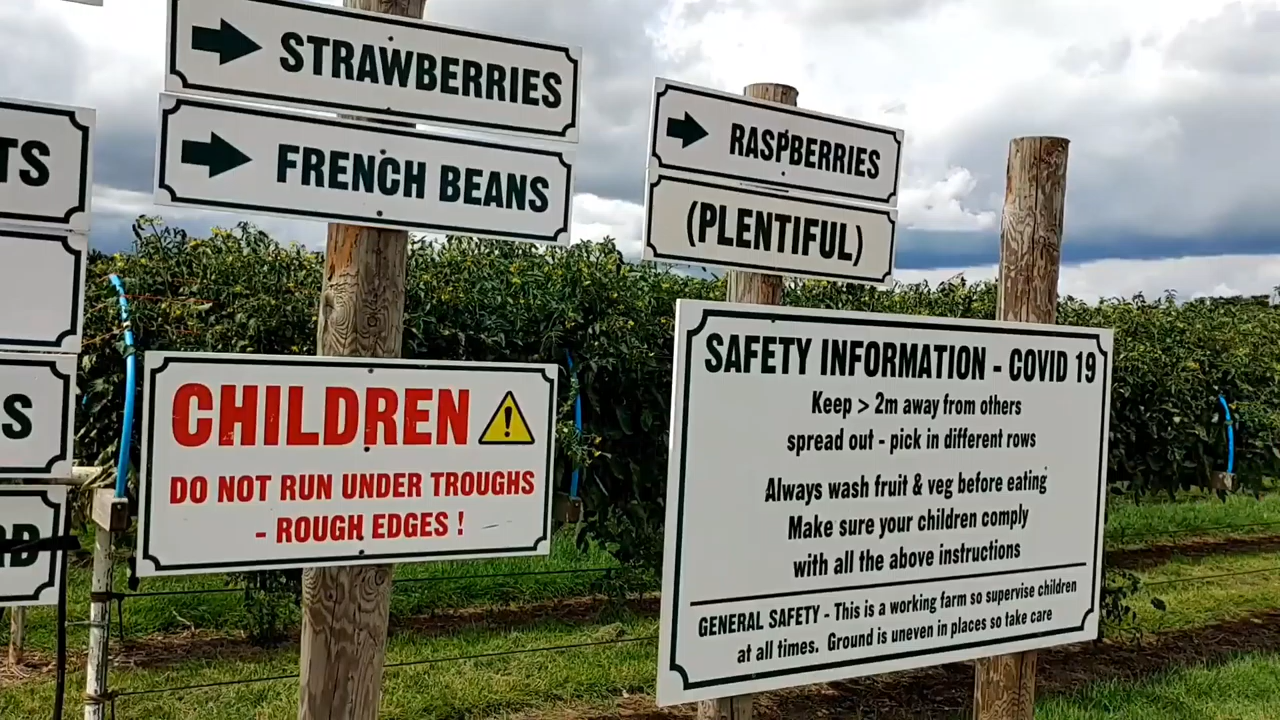 STRAWBERRIES
FRENCH BEANS
CHILDREN
DO NOT RUN UNDER TROUGHS
- ROUGH EDGES !
RASPBERRIES
(PLENTIFUL)
SAFETY INFORMATION - COVID 19
Keep > 2m away from others
spread out - pick in different rows
Always wash fruit & veg before eating
Make sure your children comply
with all the above instructions
GENERAL SAFETY - This is a working farm so supervise children
at all times. Ground is uneven in places so take care